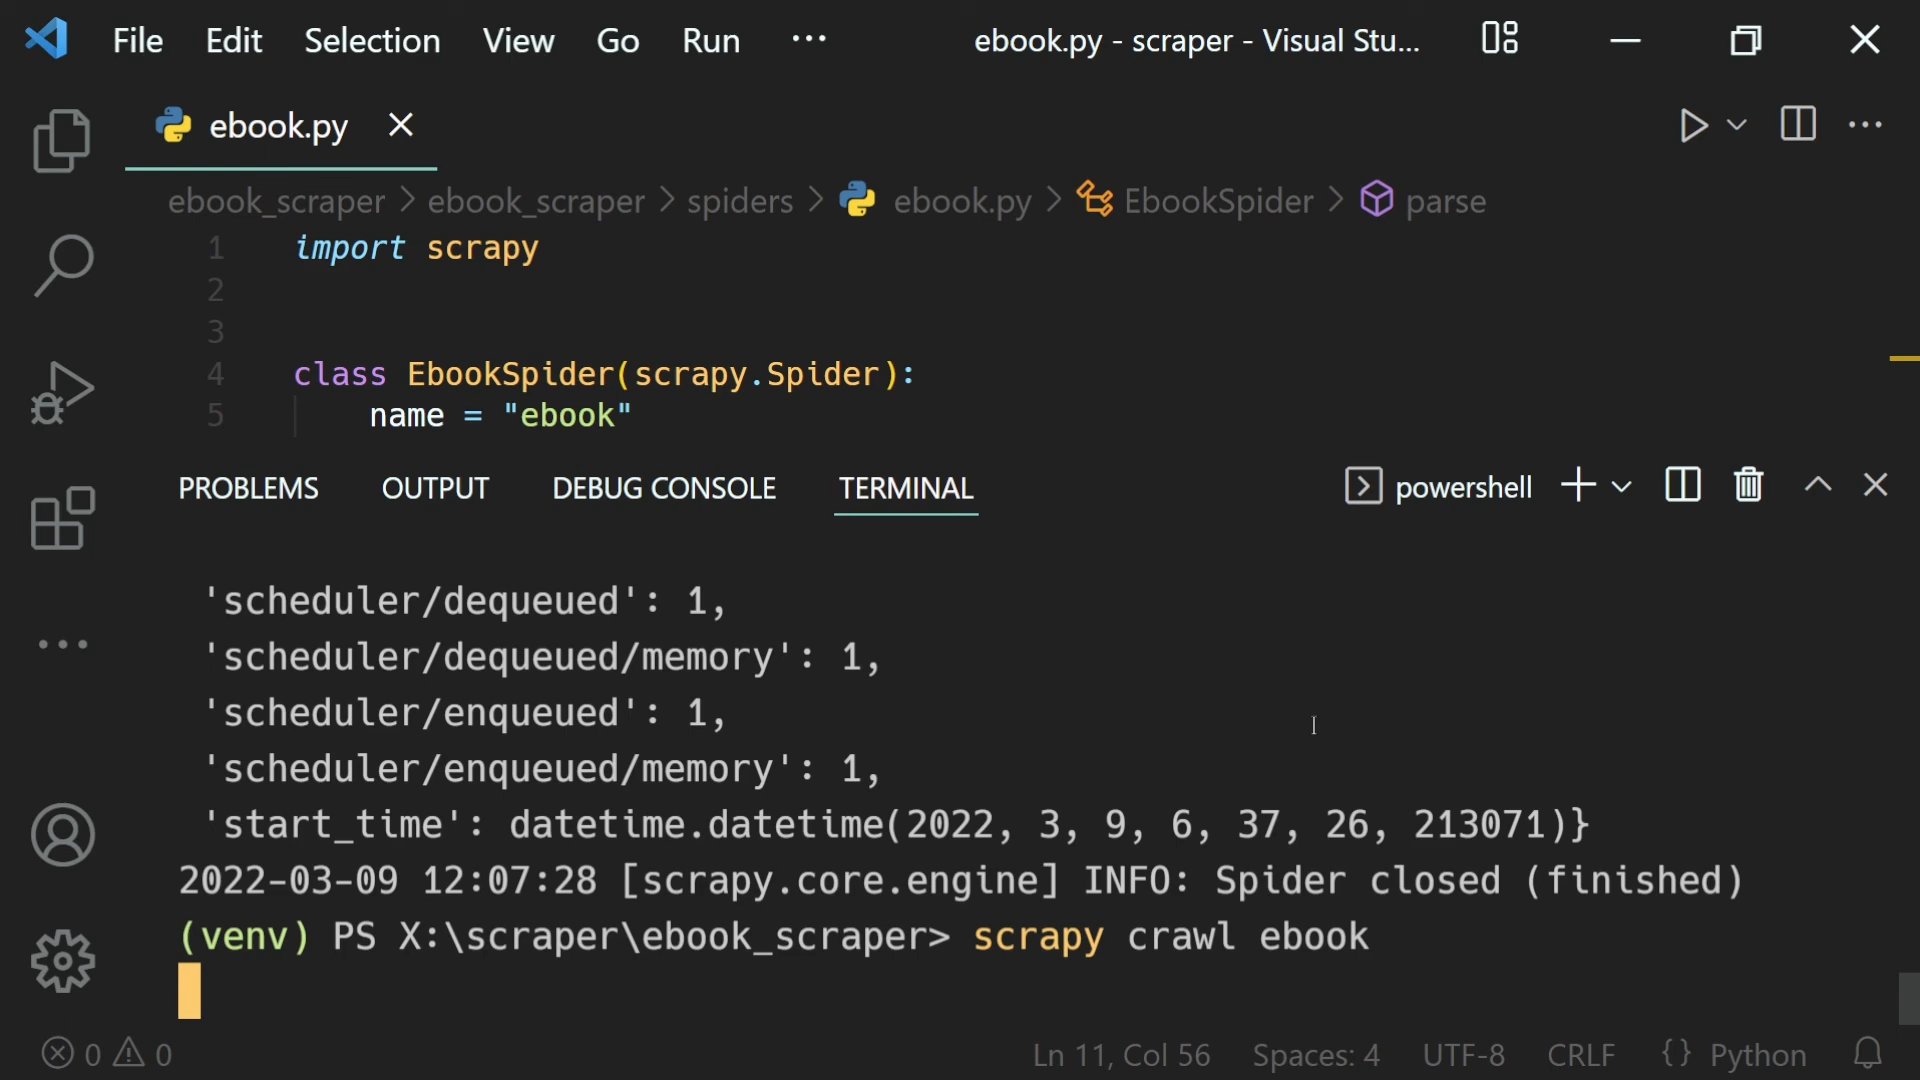 File Edit Selection View Go Run ··· ebook.py - scraper - Visual Stu...
ebook.py
ebook_scraper > ebook_scraper > spiders > ebook.py > EbookSpider > parse
1 import scrapy
2
3
4 class EbookSpider(scrapy.Spider):
5 name = "ebook"
PROBLEMS OUTPUT DEBUG CONSOLE TERMINAL powershell
'scheduler/dequeued': 1,
'scheduler/dequeued/memory': 1,
'scheduler/enqueued': 1,
'scheduler/enqueued/memory': 1,
'start_time': datetime.datetime(2022, 3, 9, 6, 37, 26, 213071)}
2022-03-09 12:07:28 [scrapy.core.engine] INFO: Spider closed (finished)
(venv) PS X:\scraper\ebook_scraper> scrapy crawl ebook
0 0 Ln 11, Col 56 Spaces: 4 UTF-8 CRLF {} Python